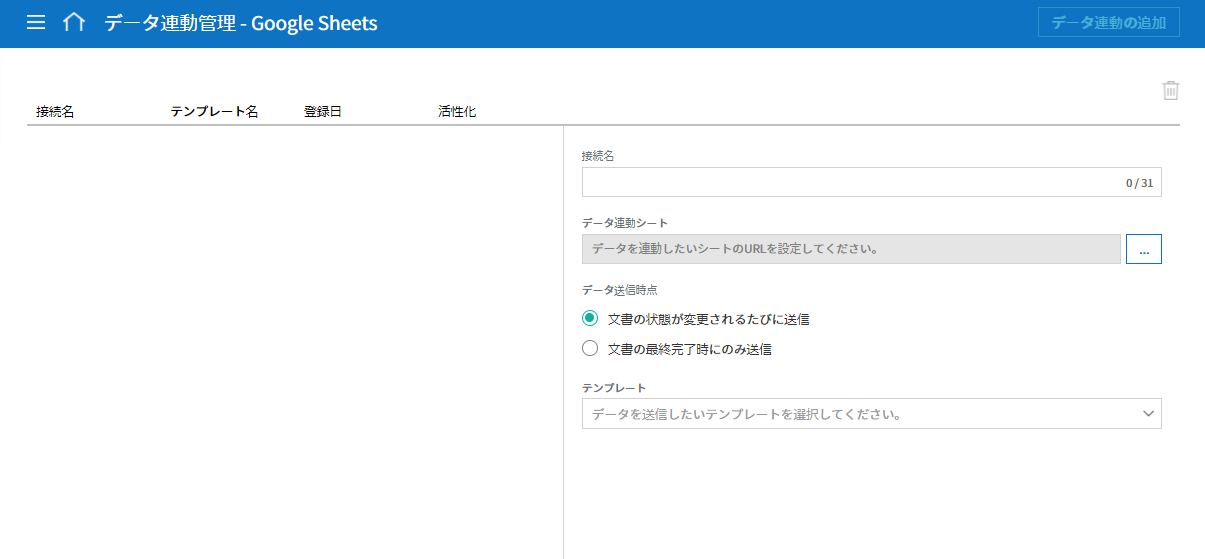 データ連動管理 - Google Sheets
データ連動の追加
接続名 テンプレート名 登録日 活性化
接続名
0 / 31
データ連動シート
データを連動したいシートのURLを設定してください。
...
データ送信時点
文書の状態が変更されるたびに送信
文書の最終完了時にのみ送信
テンプレート
データを送信したいテンプレートを選択してください。